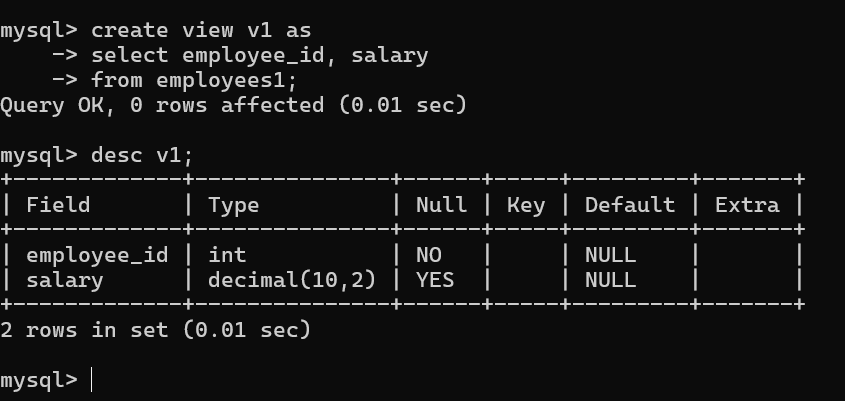 mysql> create view v1 as
    -> select employee_id, salary
    -> from employees1;
Query OK, 0 rows affected (0.01 sec)
mysql> desc v1;
+-------------+---------------+------+-----+---------+-------+
| Field       | Type          | Null | Key | Default | Extra |
+-------------+---------------+------+-----+---------+-------+
| employee_id | int           | NO   |     | NULL    |       |
| salary      | decimal(10,2) | YES  |     | NULL    |       |
+-------------+---------------+------+-----+---------+-------+
2 rows in set (0.01 sec)
mysql>